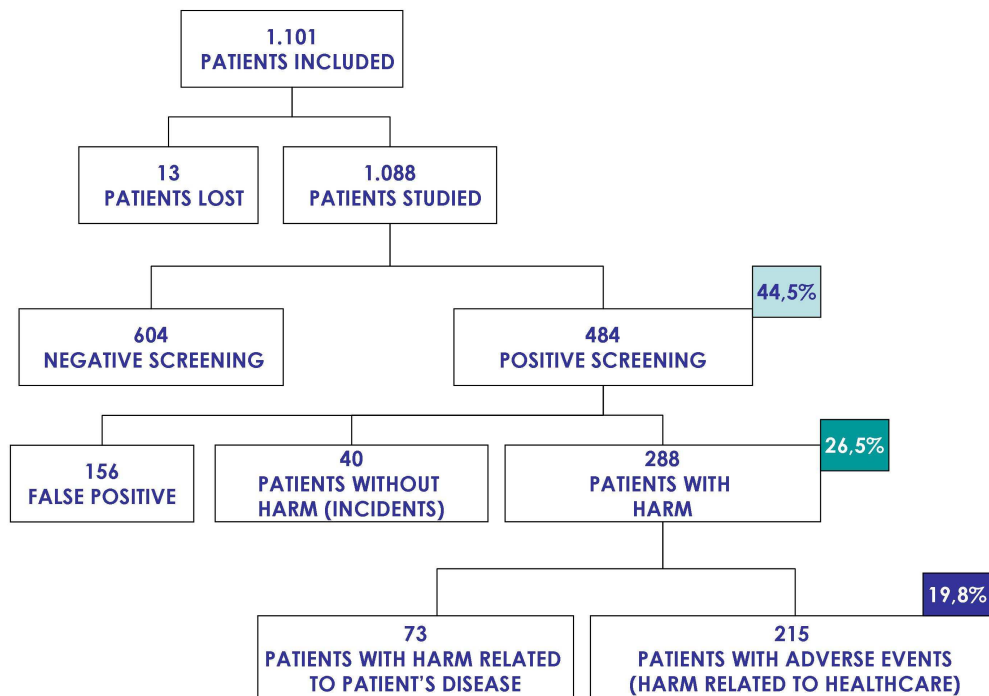 1.101
PATIENTS INCLUDED
13
PATIENTS LOST
1.088
PATIENTS STUDIED
44,5%
604
NEGATIVE SCREENING
484
POSITIVE SCREENING
26,5%
156
FALSE POSITIVE
40
PATIENTS WITHOUT
HARM (INCIDENTS)
288
PATIENTS WITH
HARM
19,8%
73
PATIENTS WITH HARM RELATED
TO PATIENT'S DISEASE
215
PATIENTS WITH ADVERSE EVENTS
(HARM RELATED TO HEALTHCARE)